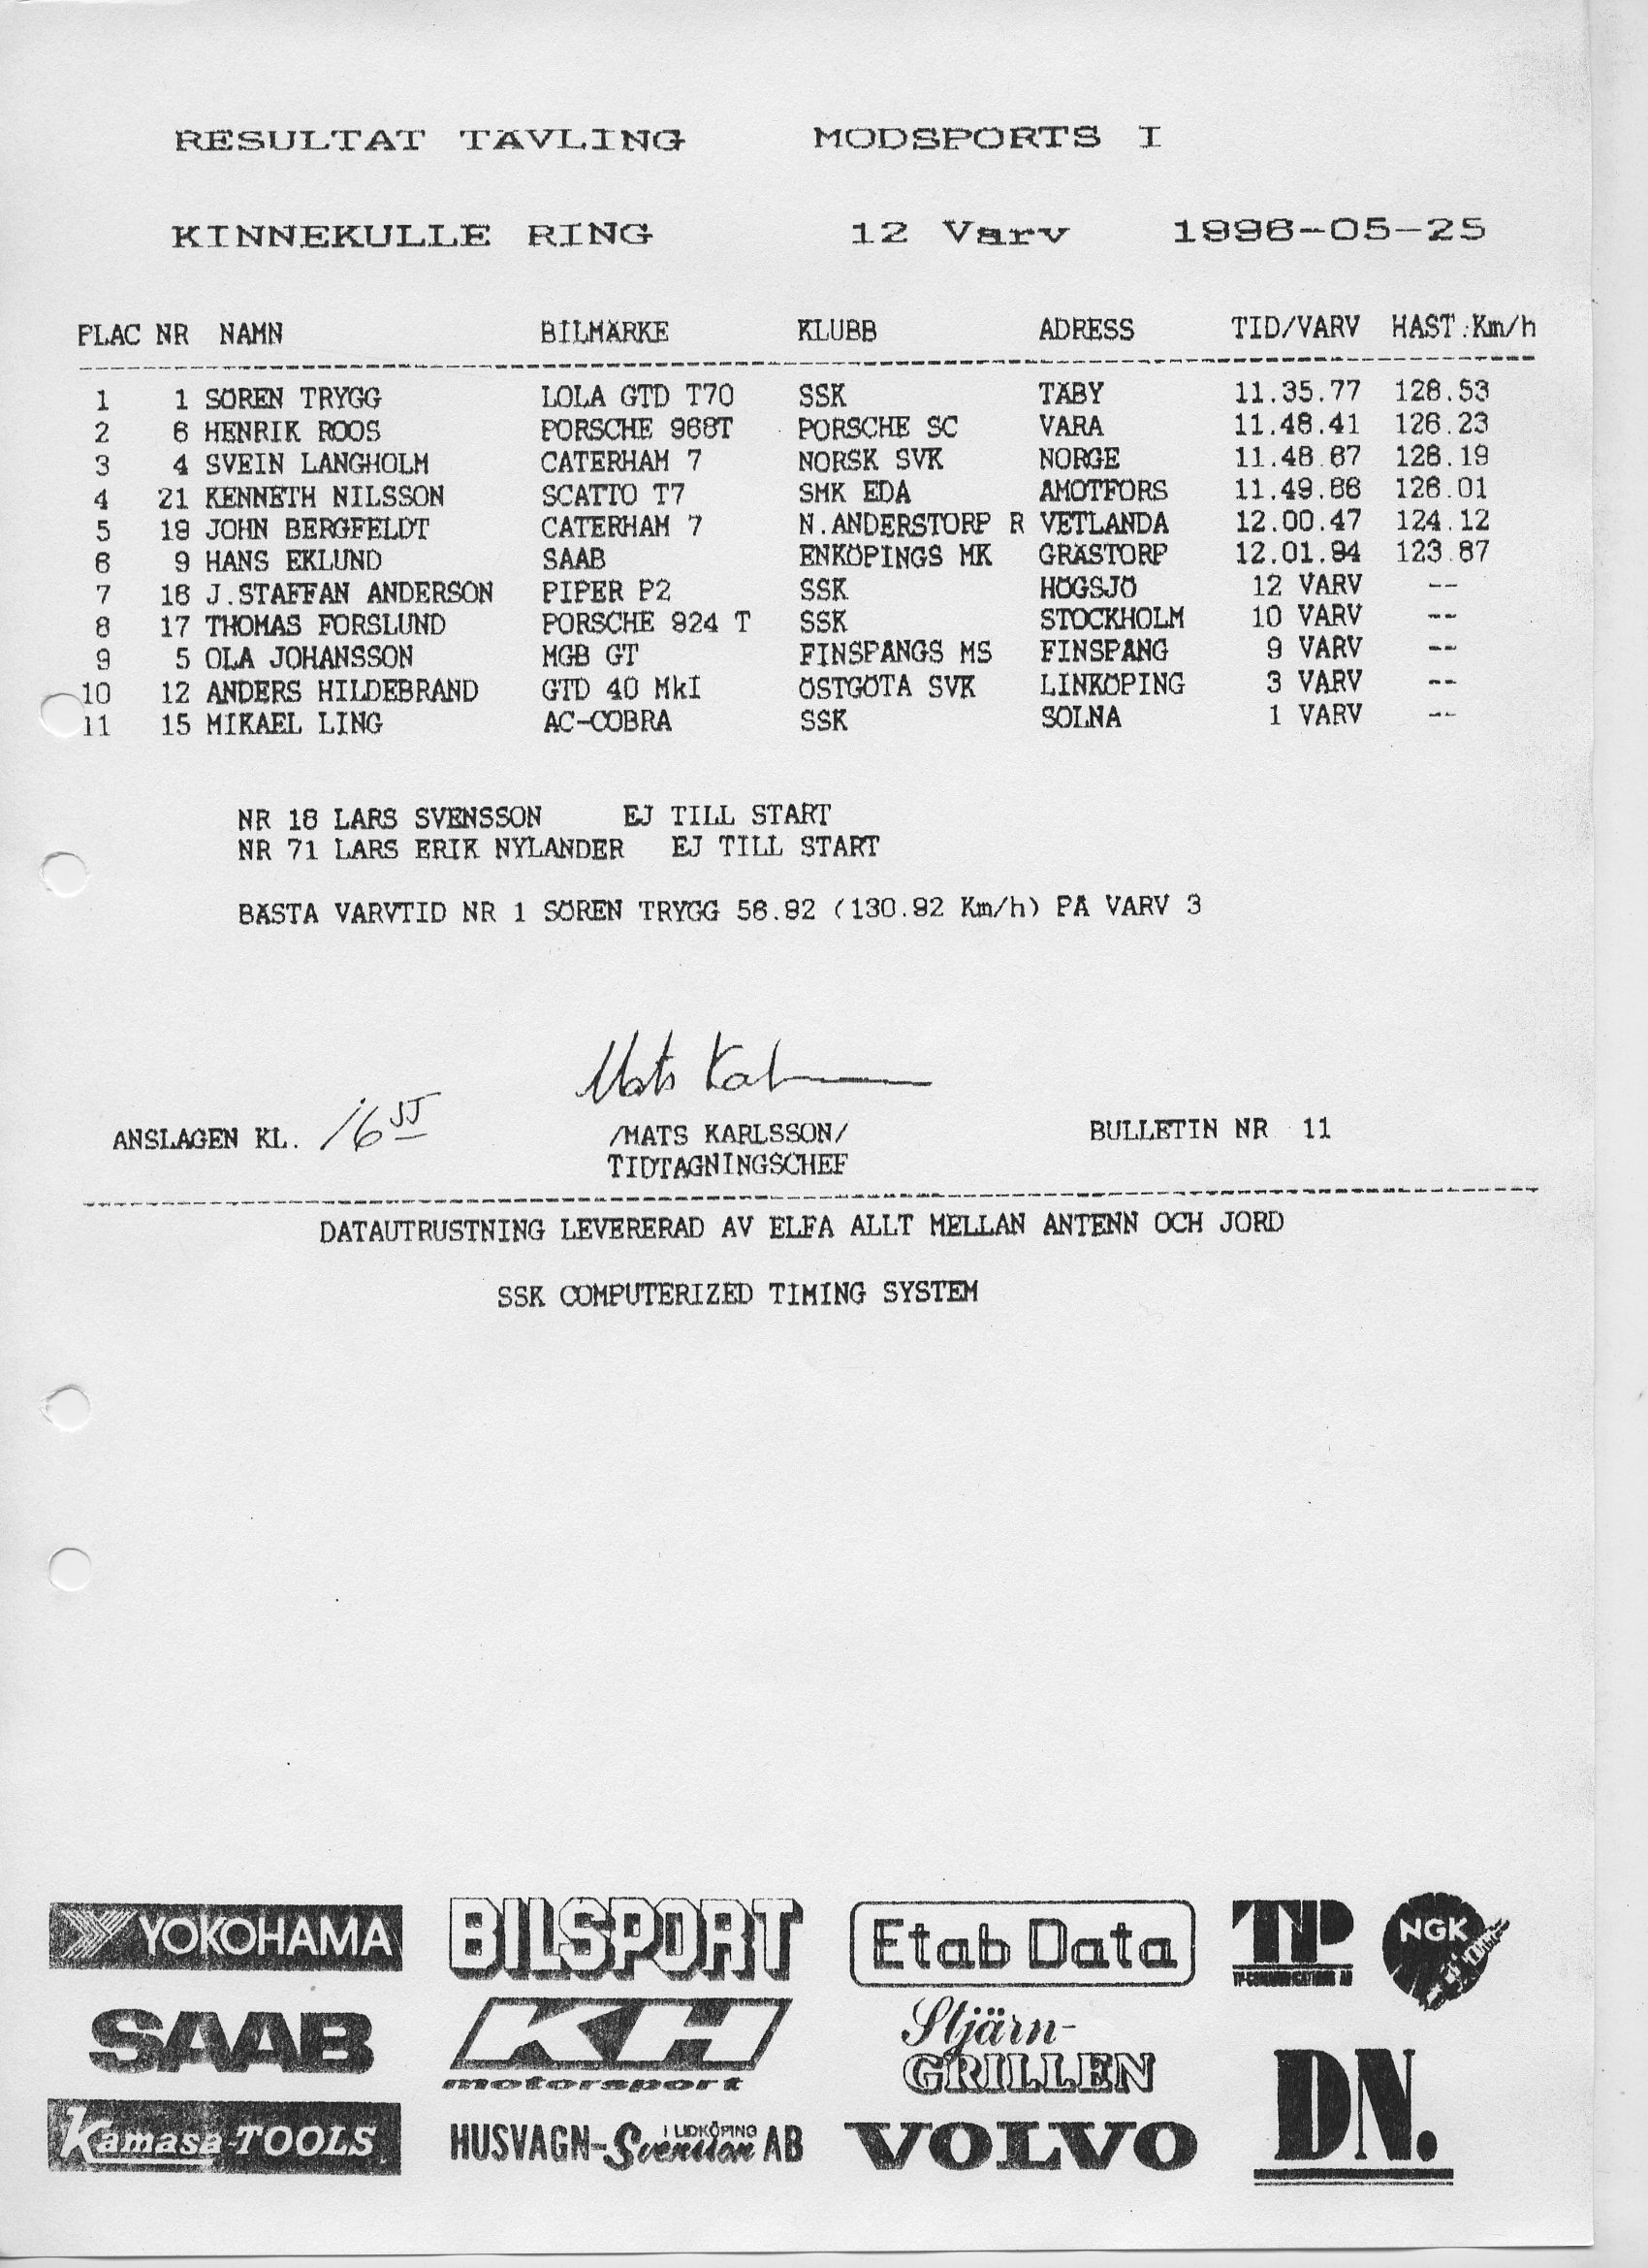 RESULTAT TÄVLING MODSPORTS I
KINNEKULLE RING 12 Varv 1996-05-25
PLAC NR NAMN BILMÄRKE KLUBB ADRESS TID/VARV HAST.Km/h
1 1 SÖREN TRYGG LOLA GTD T70 SSK TÄBY 11.35.77 128.53
2 6 HENRIK ROOS PORSCHE 968T PORSCHE SC VARA 11.48.41 126.23
3 4 SVEIN LANGHOLM CATERHAM 7 NORSK SVK NORGE 11.48.67 126.19
4 21 KENNETH NILSSON SCATTO T7 SMK EDA ÅMOTFORS 11.49.66 126.01
5 19 JOHN BERGFELDT CATERHAM 7 N.ANDERSTORP R VETLANDA 12.00.47 124.12
6 9 HANS EKLUND SAAB ENKÖPINGS MK GRÄSTORP 12.01.94 123.87
7 16 J.STAFFAN ANDERSON PIPER P2 SSK HÖGSJÖ 12 VARV --
8 17 THOMAS FORSLUND PORSCHE 924 T SSK STOCKHOLM 10 VARV --
9 5 OLA JOHANSSON MGB GT FINSPÅNGS MS FINSPÅNG 9 VARV --
10 12 ANDERS HILDEBRAND GTD 40 MkI ÖSTGÖTA SVK LINKÖPING 3 VARV --
11 15 MIKAEL LING AC-COBRA SSK SOLNA 1 VARV --
NR 18 LARS SVENSSON EJ TILL START
NR 71 LARS ERIK NYLANDER EJ TILL START
BÄSTA VARVTID NR 1 SÖREN TRYGG 56.92 (130.92 Km/h) PÅ VARV 3
Mats Karlsson
ANSLAGEN KL. 16 55 /MATS KARLSSON/ BULLETIN NR 11
TIDTAGNINGSCHEF
DATAUTRUSTNING LEVERERAD AV ELFA ALLT MELLAN ANTENN OCH JORD
SSK COMPUTERIZED TIMING SYSTEM
YOKOHAMA BILSPORT Etab Data TP NGK
TP-COMMUNICATIONS AB
SAAB KH motorsport Stjärn-GRILLEN DN.
Kamasa-TOOLS HUSVAGN-Svensson I LIDKÖPING AB VOLVO